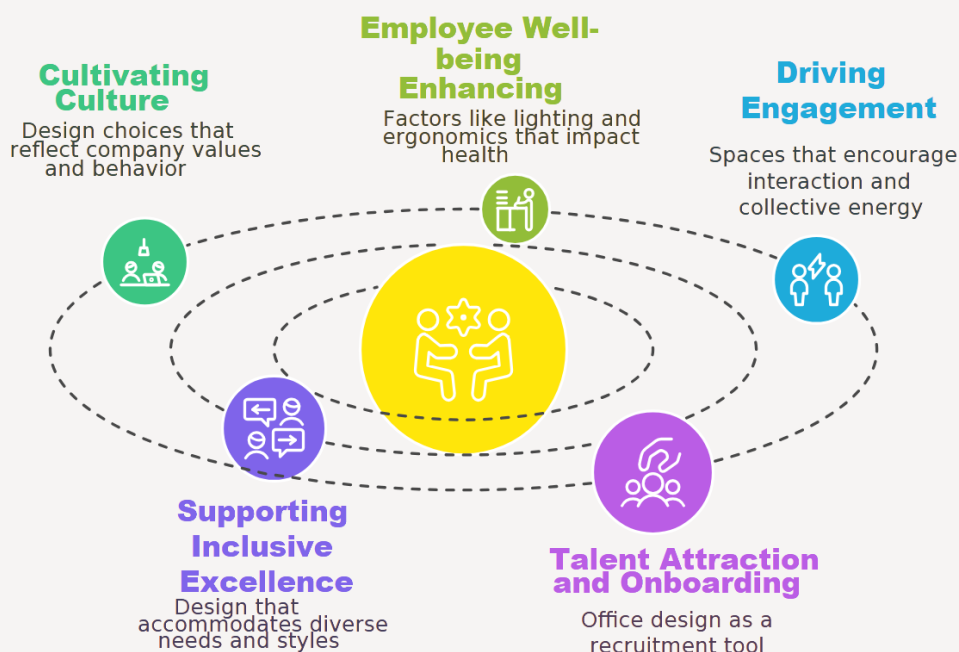 Cultivating
Culture
Design choices that
reflect company values
and behavior
Employee Well-
being
Enhancing
Factors like lighting and
ergonomics that impact
health
Driving
Engagement
Spaces that encourage
interaction and
collective energy
Supporting
Inclusive
Excellence
Design that
accommodates diverse
needs and styles
Talent Attraction
and Onboarding
Office design as a
recruitment tool